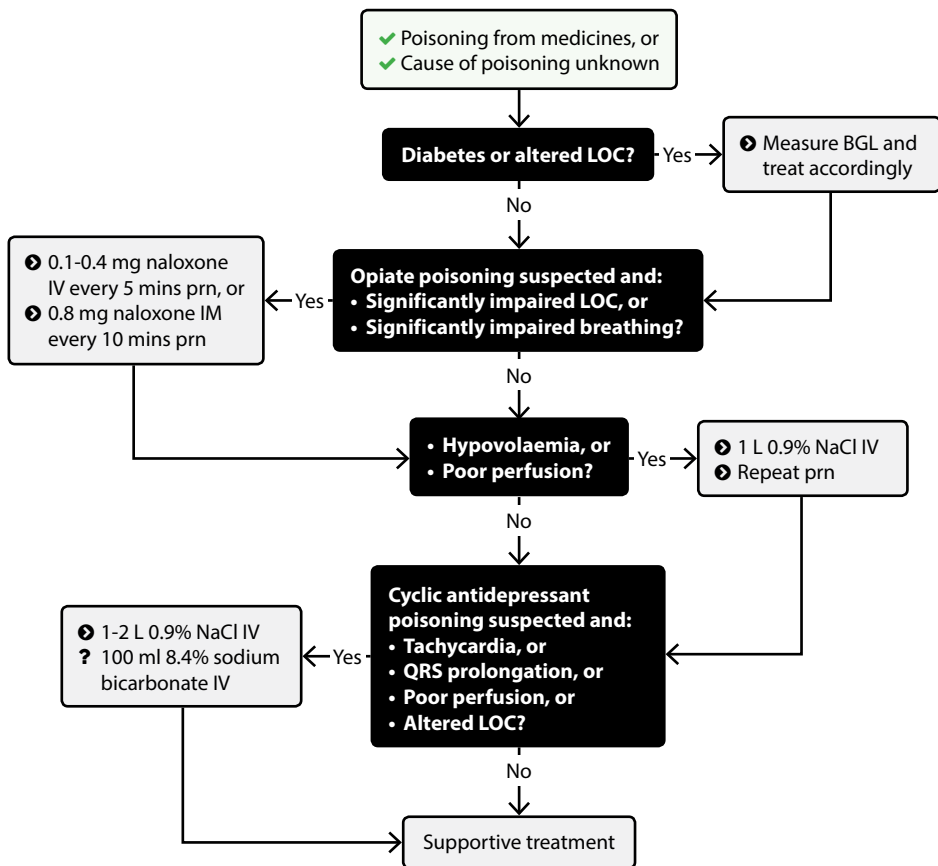 Poisoning from medicines, or
Cause of poisoning unknown
Diabetes or altered LOC?
Yes
Measure BGL and
treat accordingly
No
0.1-0.4 mg naloxone
IV every 5 mins prn, or
0.8 mg naloxone IM
every 10 mins prn
Yes
Opiate poisoning suspected and:
• Significantly impaired LOC, or
• Significantly impaired breathing?
No
• Hypovolaemia, or
• Poor perfusion?
Yes
1 L 0.9% NaCl IV
Repeat prn
No
1-2 L 0.9% NaCl IV
? 100 ml 8.4% sodium
bicarbonate IV
Yes
Cyclic antidepressant
poisoning suspected and:
• Tachycardia, or
• QRS prolongation, or
• Poor perfusion, or
• Altered LOC?
No
Supportive treatment